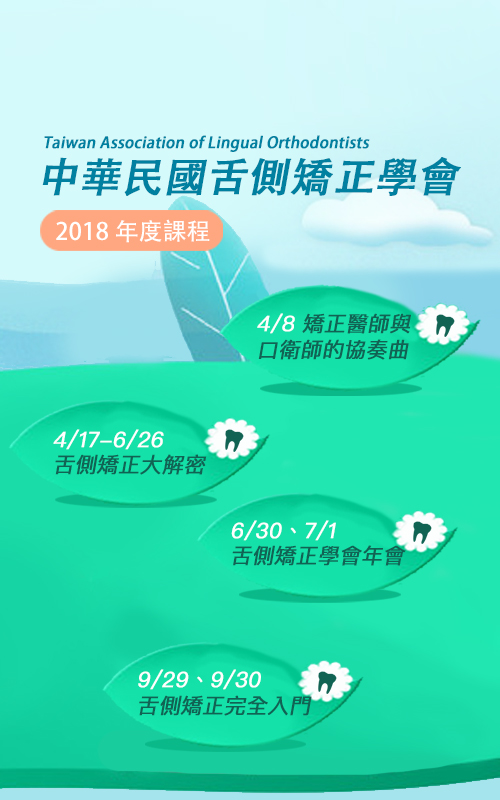 Taiwan Association of Lingual Orthodontists
中華民國舌側矯正學會
2018 年度課程
4/8 矯正醫師與
口衛師的協奏曲
4/17–6/26
舌側矯正大解密
6/30、7/1
舌側矯正學會年會
9/29、9/30
舌側矯正完全入門